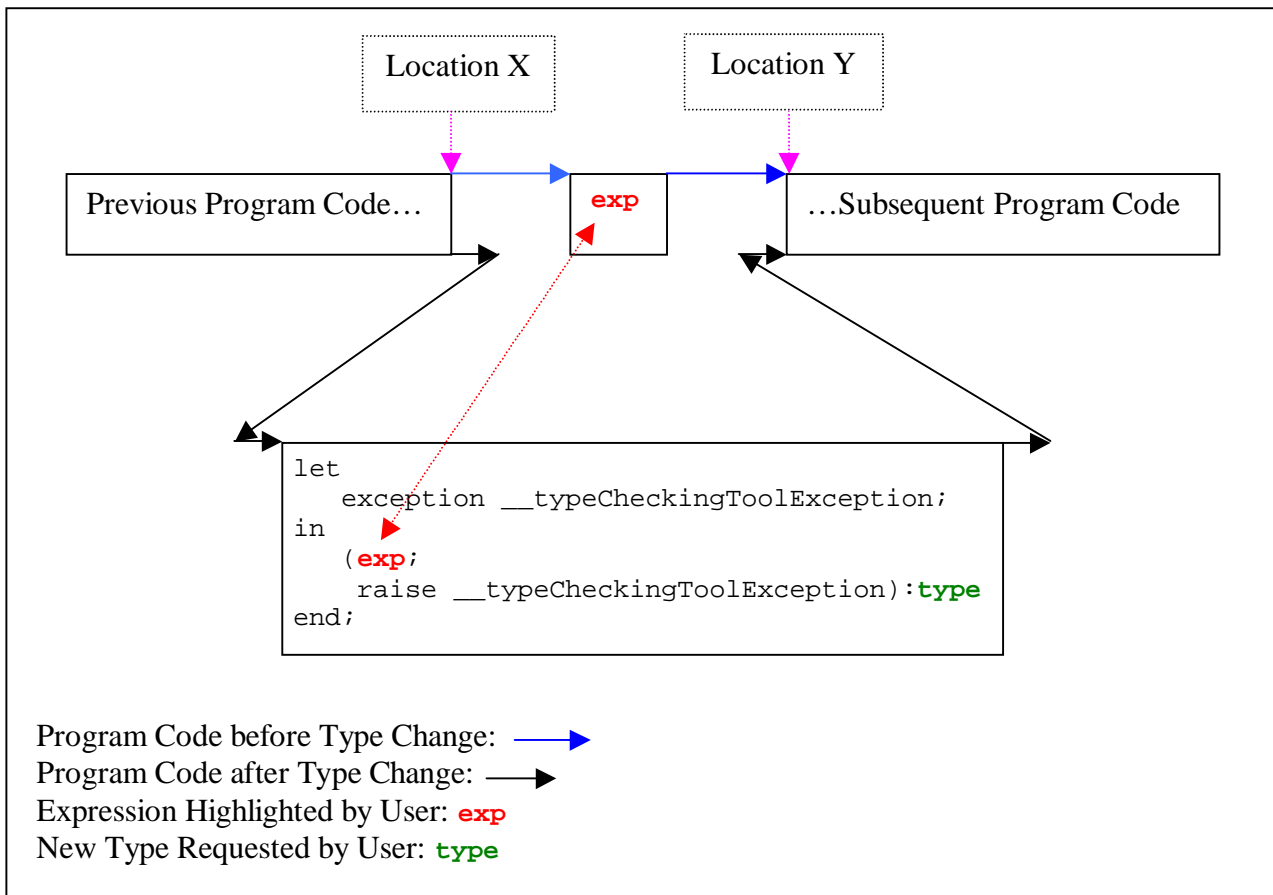 Location X
Location Y
Previous Program Code…
exp
…Subsequent Program Code
let
exception __typeCheckingToolException;
in
(exp;
raise __typeCheckingToolException):type
end;
Program Code before Type Change:
Program Code after Type Change:
Expression Highlighted by User: exp
New Type Requested by User: type